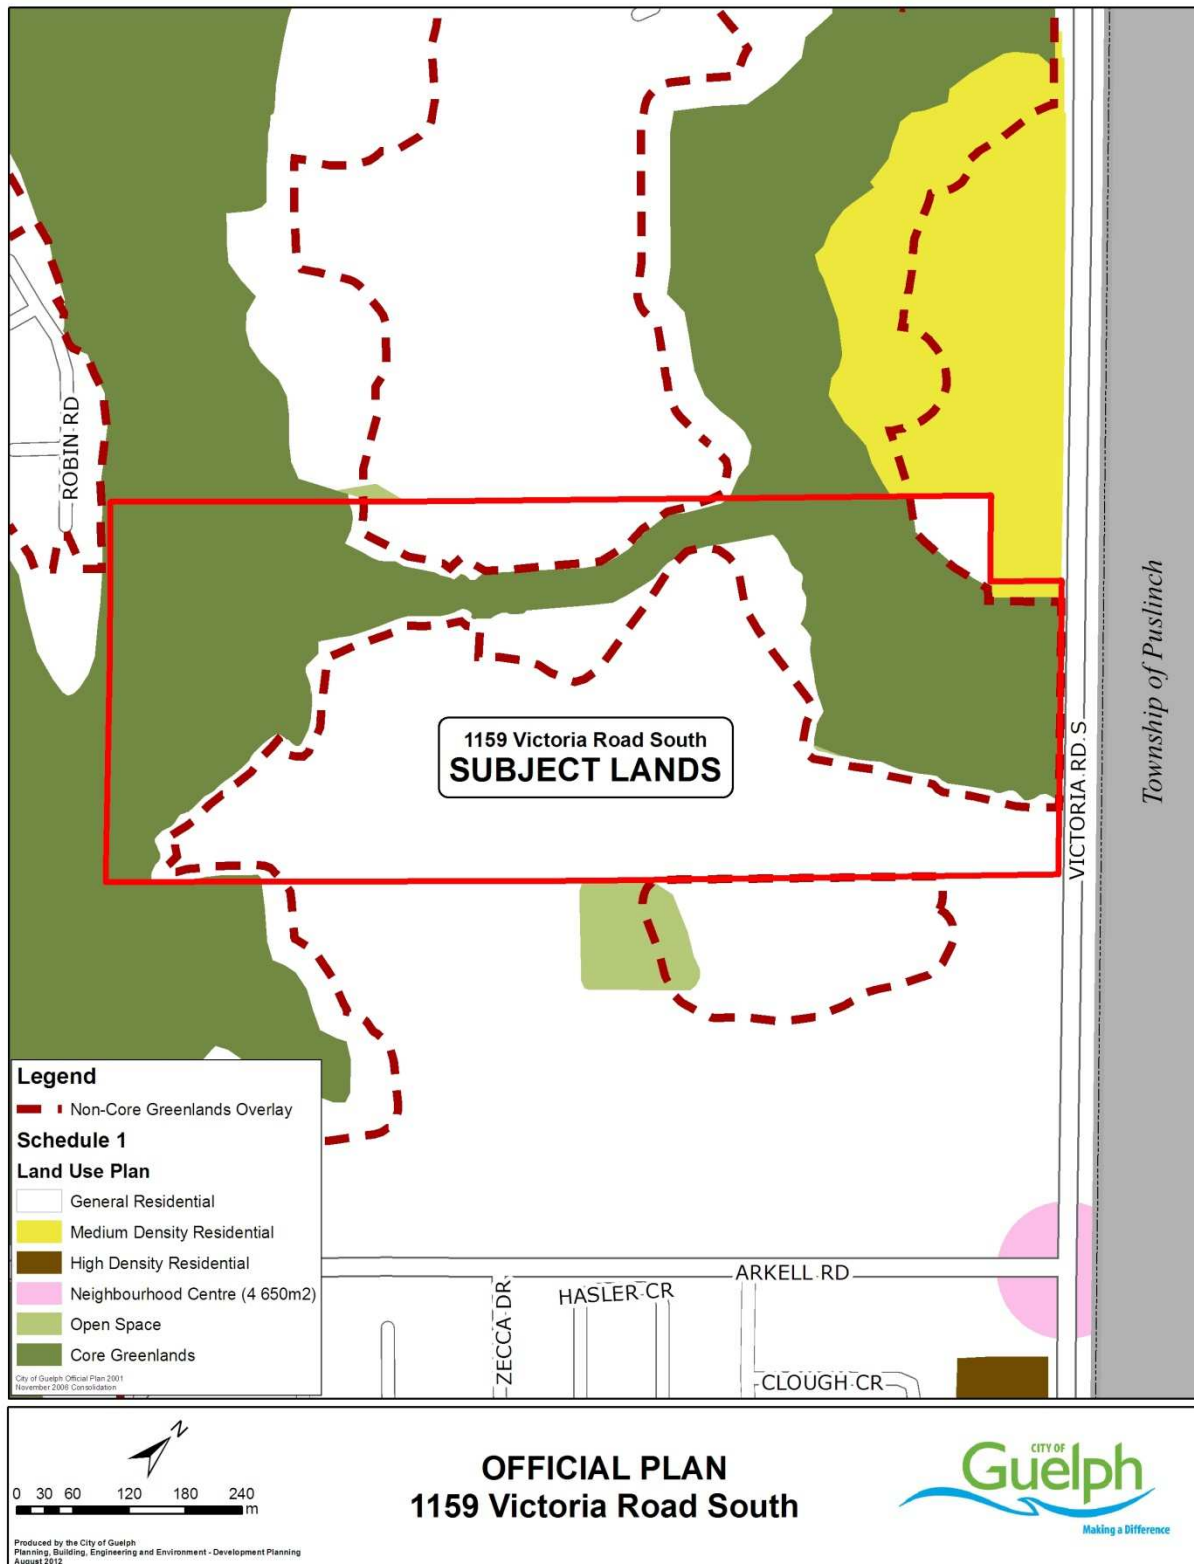 ROBIN RD
1159 Victoria Road South
SUBJECT LANDS
VICTORIA RD. S
Township of Puslinch
Legend
Non-Core Greenlands Overlay
Schedule 1
Land Use Plan
General Residential
Medium Density Residential
High Density Residential
Neighbourhood Centre (4 650m2)
Open Space
Core Greenlands
City of Guelph Official Plan 2001
November 2006 Consolidation
ARKELL RD
ZECCA DR.
HASLER CR
CLOUGH CR
N
0 30 60 120 180 240
m
Produced by the City of Guelph
Planning, Building, Engineering and Environment - Development Planning
August 2012
OFFICIAL PLAN
1159 Victoria Road South
CITY OF
Guelph
Making a Difference